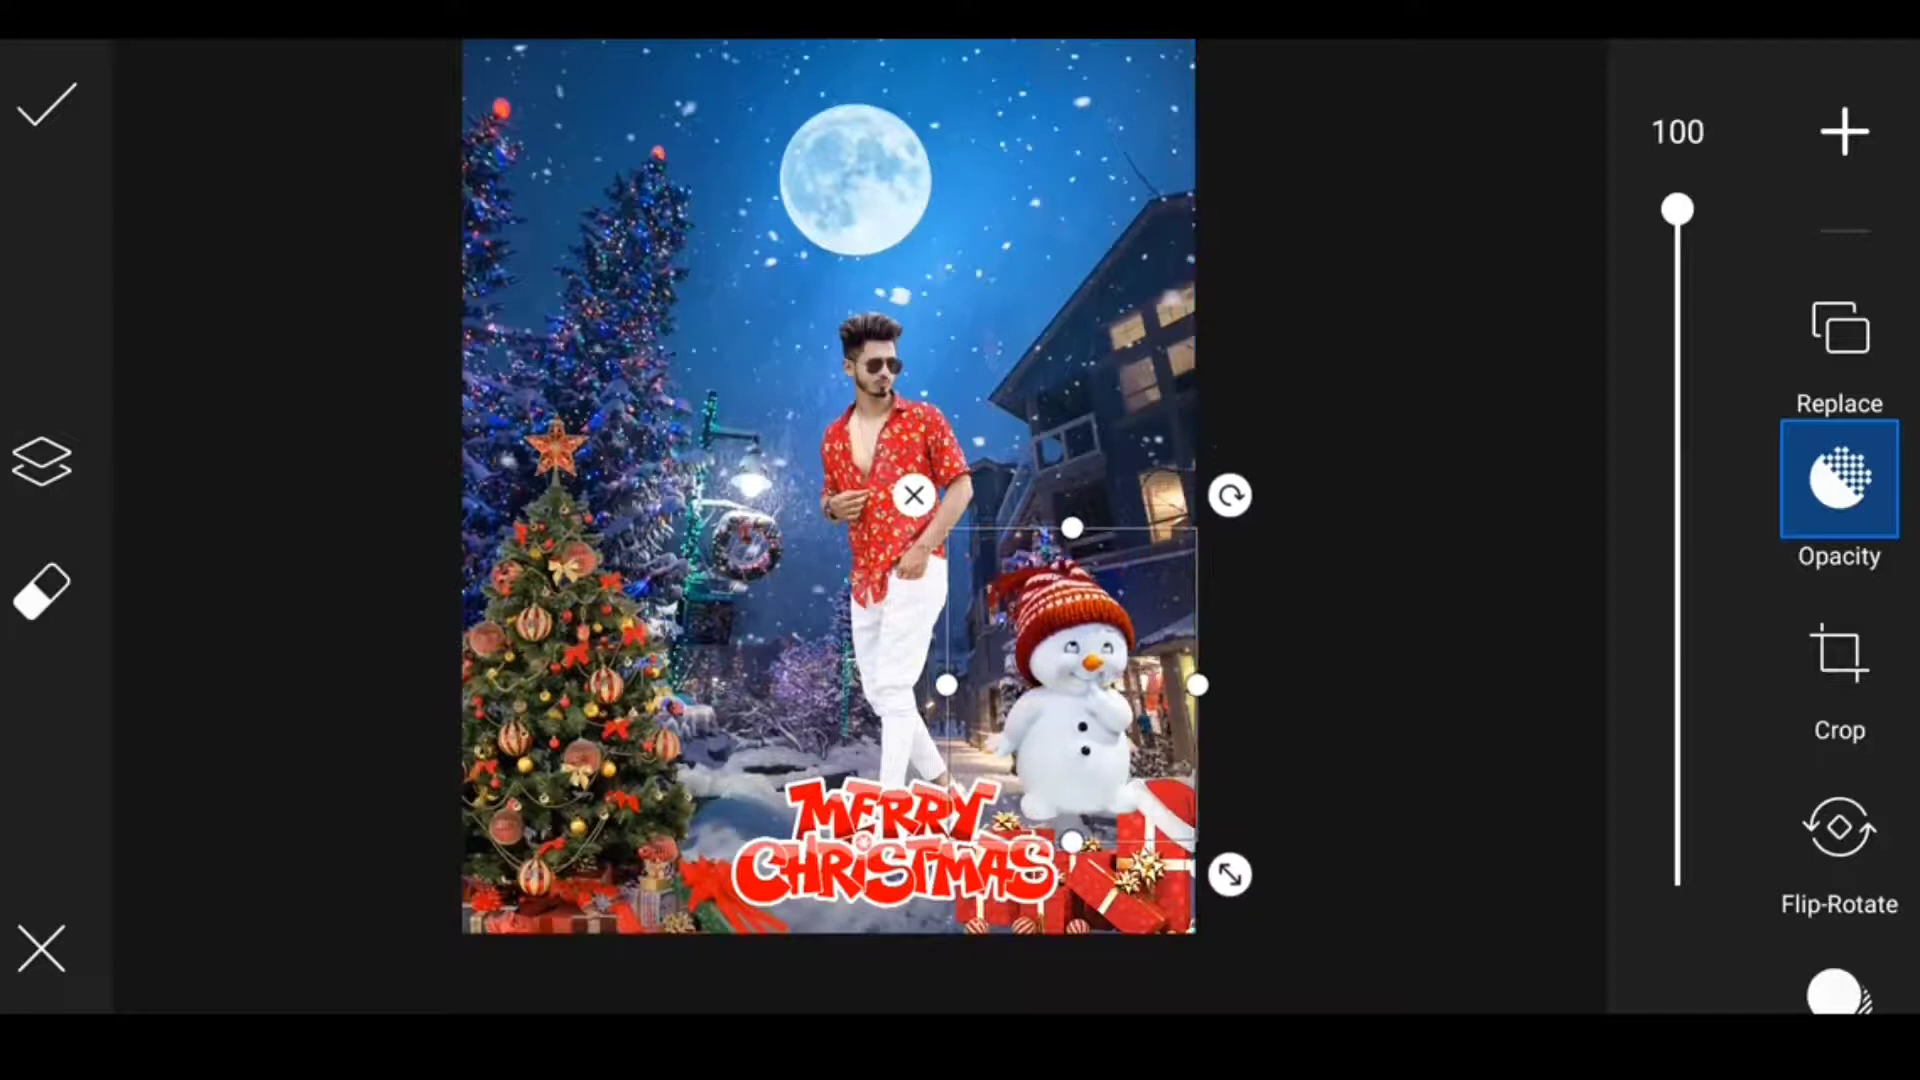 100
Replace
Opacity
Crop
Flip-Rotate
MERRY
CHRISTMAS